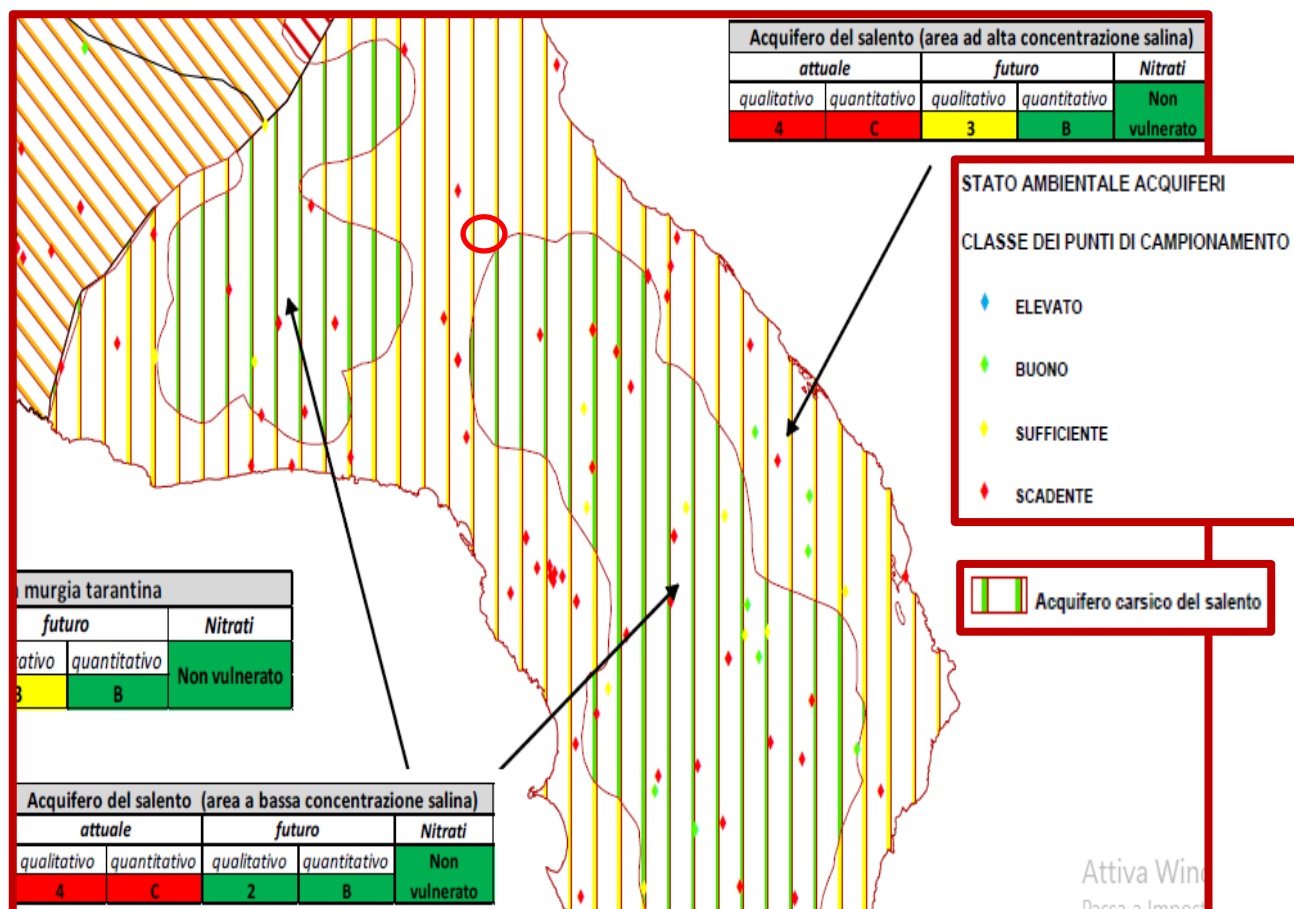 Acquifero del salento (area ad alta concentrazione salina)
attuale futuro Nitrati
qualitativo quantitativo qualitativo quantitativo Non
4 C 3 B vulnerato
STATO AMBIENTALE ACQUIFERI
CLASSE DEI PUNTI DI CAMPIONAMENTO
ELEVATO
BUONO
SUFFICIENTE
SCADENTE
Acquifero carsico del salento
murgia tarantina
futuro Nitrati
quantitativo Non vulnerato
3 B
Acquifero del salento (area a bassa concentrazione salina)
attuale futuro Nitrati
qualitativo quantitativo qualitativo quantitativo Non
4 C 2 B vulnerato
Attiva Wind